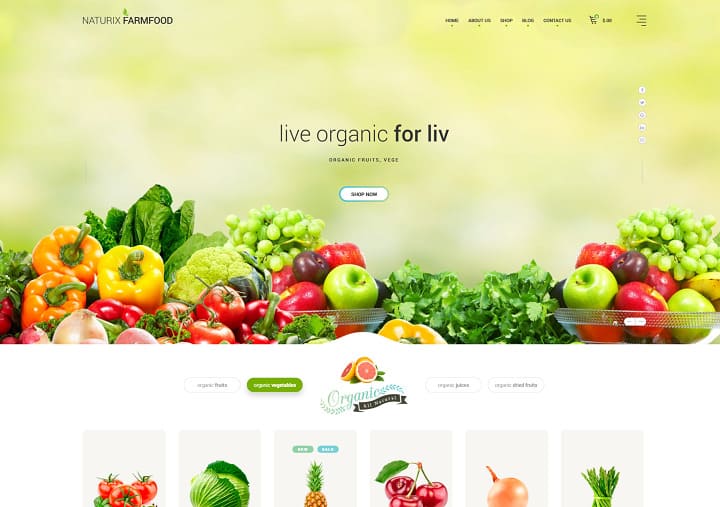 NATURIX FARMFOOD
HOME ABOUT US SHOP BLOG CONTACT US
$.00
live organic for liv
ORGANIC FRUITS, VEGE
SHOP NOW
organic fruits
organic vegetables
Organic
All Natural
organic juices
organic dried fruits
NEW SALE